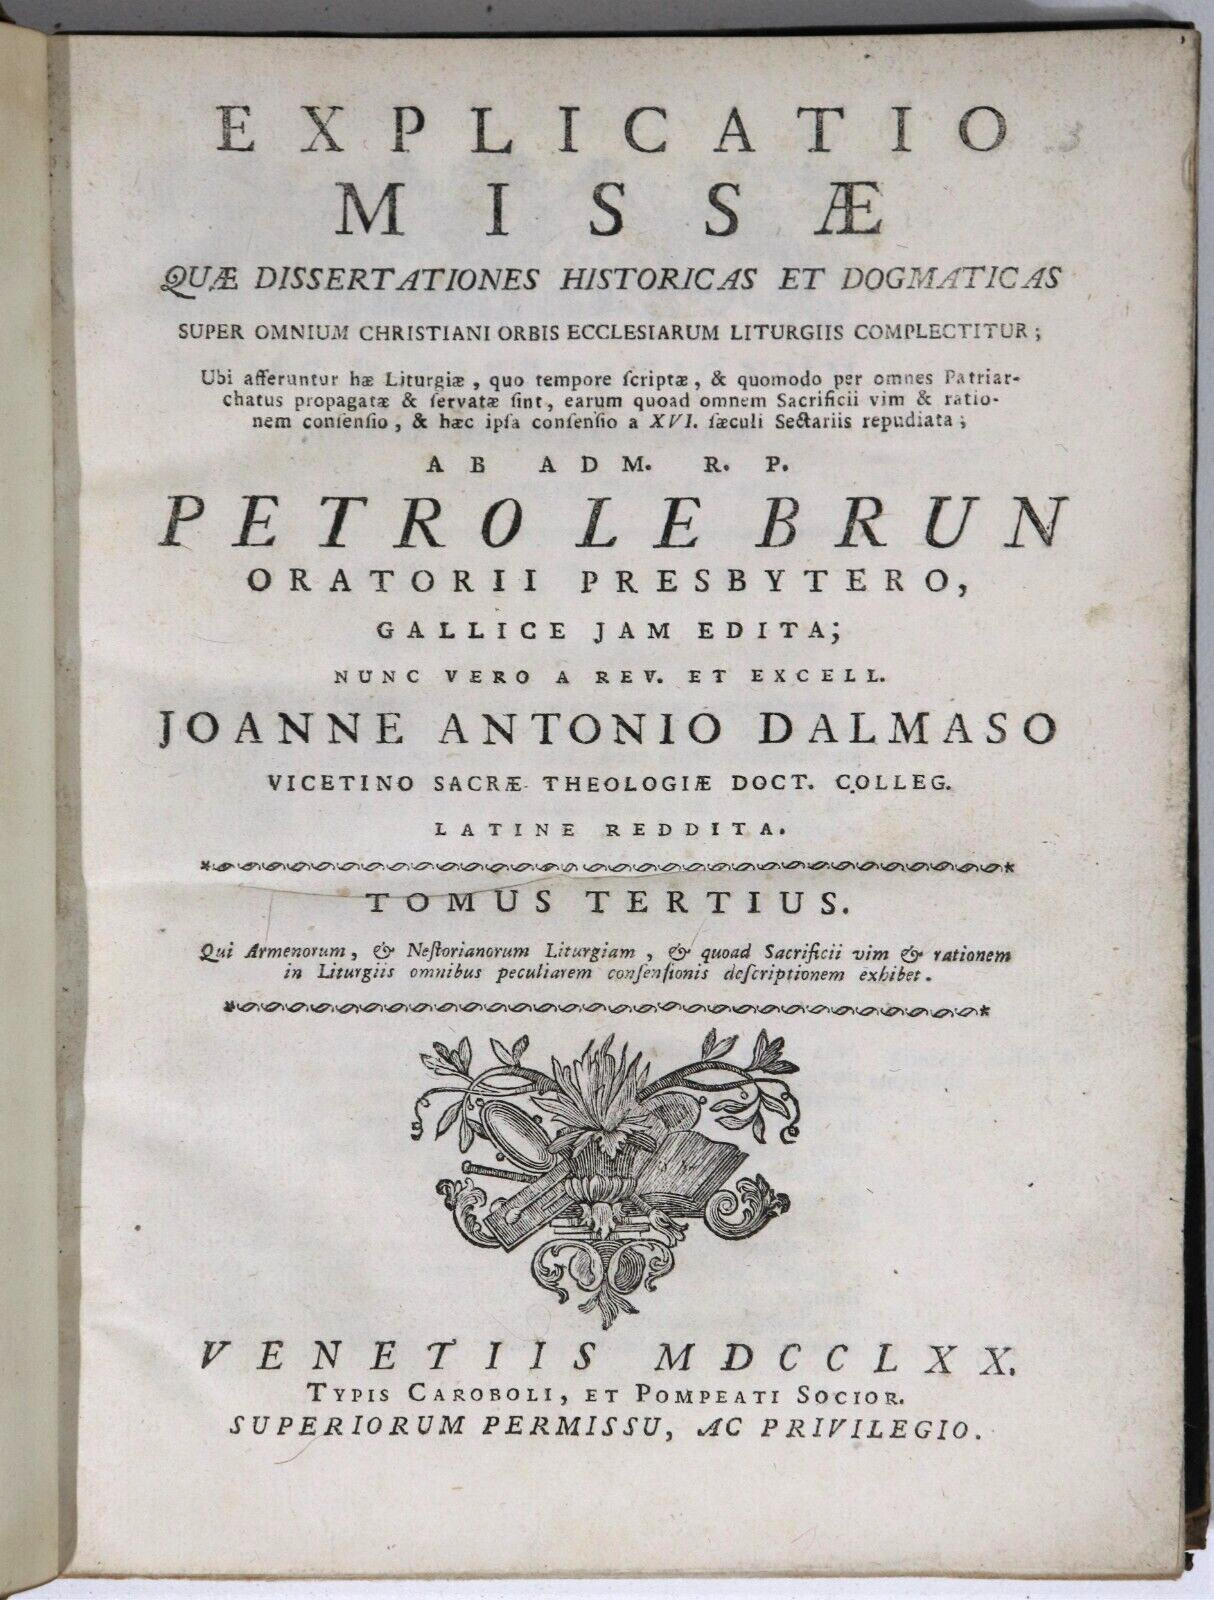 EXPLICATIO
MISSÆ
QUÆ DISSERTATIONES HISTORICAS ET DOGMATICAS
SUPER OMNIUM CHRISTIANI ORBIS ECCLESIARUM LITURGIIS COMPLECTITUR;
Ubi afferuntur hæ Liturgiæ, quo tempore ſcriptæ, & quomodo per omnes Patriar-
chatus propagatæ & ſervatæ ſint, earum quoad omnem Sacrificii vim & ratio-
nem conſenſio, & hæc ipſa conſenſio a XVI. ſæculi Sectariis repudiata;
AB ADM. R. P.
PETRO LE BRUN
ORATORII PRESBYTERO,
GALLICE JAM EDITA;
NUNC VERO A REV. ET EXCELL.
JOANNE ANTONIO DALMASO
VICETINO SACRÆ THEOLOGIÆ DOCT. COLLEG.
LATINE REDDITA.
TOMUS TERTIUS.
Qui Armenorum, & Neſtorianorum Liturgiam, & quoad Sacrificii vim & rationem
in Liturgiis omnibus peculiarem conſenſionis deſcriptionem exhibet.
VENETIIS MDCCLXX.
TYPIS CAROBOLI, ET POMPEATI SOCIOR.
SUPERIORUM PERMISSU, AC PRIVILEGIO.